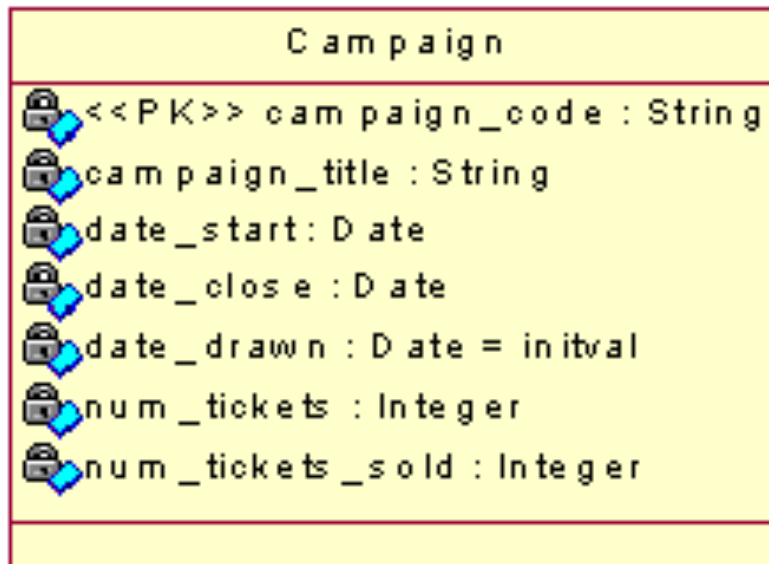 Campaign
<<PK>> campaign_code : String
campaign_title : String
date_start : Date
date_close : Date
date_drawn : Date = initval
num_tickets : Integer
num_tickets_sold : Integer